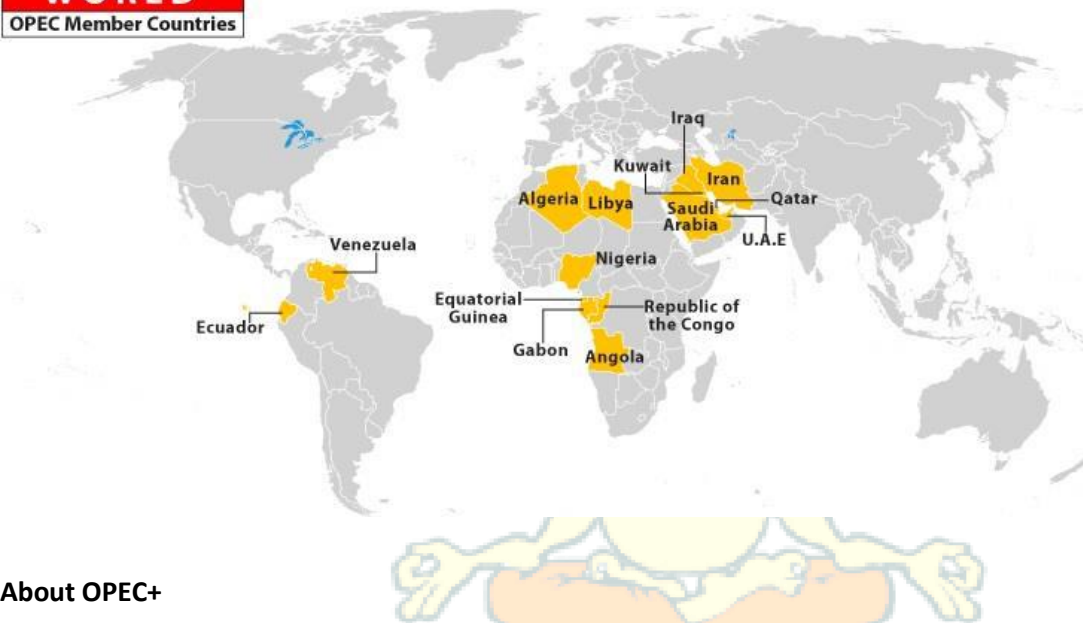 WORLD
OPEC Member Countries
Iraq
Kuwait
Iran
Algeria
Libya
Qatar
Saudi
Arabia
U.A.E
Venezuela
Nigeria
Equatorial
Guinea
Republic of
the Congo
Ecuador
Gabon
Angola
About OPEC+